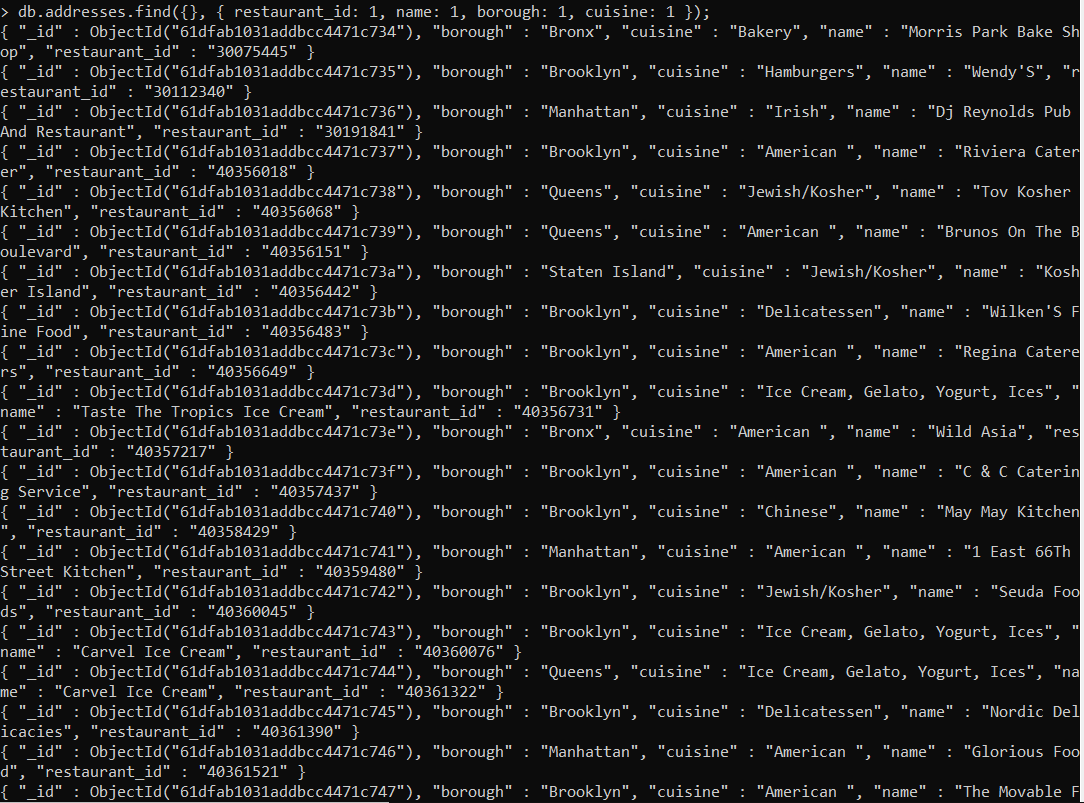 > db.addresses.find({}, { restaurant_id: 1, name: 1, borough: 1, cuisine: 1 });
{ "_id" : ObjectId("61dfab1031addbcc4471c734"), "borough" : "Bronx", "cuisine" : "Bakery", "name" : "Morris Park Bake Sh
op", "restaurant_id" : "30075445" }
{ "_id" : ObjectId("61dfab1031addbcc4471c735"), "borough" : "Brooklyn", "cuisine" : "Hamburgers", "name" : "Wendy'S", "r
estaurant_id" : "30112340" }
{ "_id" : ObjectId("61dfab1031addbcc4471c736"), "borough" : "Manhattan", "cuisine" : "Irish", "name" : "Dj Reynolds Pub
And Restaurant", "restaurant_id" : "30191841" }
{ "_id" : ObjectId("61dfab1031addbcc4471c737"), "borough" : "Brooklyn", "cuisine" : "American ", "name" : "Riviera Cater
er", "restaurant_id" : "40356018" }
{ "_id" : ObjectId("61dfab1031addbcc4471c738"), "borough" : "Queens", "cuisine" : "Jewish/Kosher", "name" : "Tov Kosher
Kitchen", "restaurant_id" : "40356068" }
{ "_id" : ObjectId("61dfab1031addbcc4471c739"), "borough" : "Queens", "cuisine" : "American ", "name" : "Brunos On The B
oulevard", "restaurant_id" : "40356151" }
{ "_id" : ObjectId("61dfab1031addbcc4471c73a"), "borough" : "Staten Island", "cuisine" : "Jewish/Kosher", "name" : "Kosh
er Island", "restaurant_id" : "40356442" }
{ "_id" : ObjectId("61dfab1031addbcc4471c73b"), "borough" : "Brooklyn", "cuisine" : "Delicatessen", "name" : "Wilken'S F
ine Food", "restaurant_id" : "40356483" }
{ "_id" : ObjectId("61dfab1031addbcc4471c73c"), "borough" : "Brooklyn", "cuisine" : "American ", "name" : "Regina Catere
rs", "restaurant_id" : "40356649" }
{ "_id" : ObjectId("61dfab1031addbcc4471c73d"), "borough" : "Brooklyn", "cuisine" : "Ice Cream, Gelato, Yogurt, Ices", "
name" : "Taste The Tropics Ice Cream", "restaurant_id" : "40356731" }
{ "_id" : ObjectId("61dfab1031addbcc4471c73e"), "borough" : "Bronx", "cuisine" : "American ", "name" : "Wild Asia", "res
taurant_id" : "40357217" }
{ "_id" : ObjectId("61dfab1031addbcc4471c73f"), "borough" : "Brooklyn", "cuisine" : "American ", "name" : "C & C Caterin
g Service", "restaurant_id" : "40357437" }
{ "_id" : ObjectId("61dfab1031addbcc4471c740"), "borough" : "Brooklyn", "cuisine" : "Chinese", "name" : "May May Kitchen
", "restaurant_id" : "40358429" }
{ "_id" : ObjectId("61dfab1031addbcc4471c741"), "borough" : "Manhattan", "cuisine" : "American ", "name" : "1 East 66Th
Street Kitchen", "restaurant_id" : "40359480" }
{ "_id" : ObjectId("61dfab1031addbcc4471c742"), "borough" : "Brooklyn", "cuisine" : "Jewish/Kosher", "name" : "Seuda Foo
ds", "restaurant_id" : "40360045" }
{ "_id" : ObjectId("61dfab1031addbcc4471c743"), "borough" : "Brooklyn", "cuisine" : "Ice Cream, Gelato, Yogurt, Ices", "
name" : "Carvel Ice Cream", "restaurant_id" : "40360076" }
{ "_id" : ObjectId("61dfab1031addbcc4471c744"), "borough" : "Queens", "cuisine" : "Ice Cream, Gelato, Yogurt, Ices", "na
me" : "Carvel Ice Cream", "restaurant_id" : "40361322" }
{ "_id" : ObjectId("61dfab1031addbcc4471c745"), "borough" : "Brooklyn", "cuisine" : "Delicatessen", "name" : "Nordic Del
icacies", "restaurant_id" : "40361390" }
{ "_id" : ObjectId("61dfab1031addbcc4471c746"), "borough" : "Manhattan", "cuisine" : "American ", "name" : "Glorious Foo
d", "restaurant_id" : "40361521" }
{ "_id" : ObjectId("61dfab1031addbcc4471c747"), "borough" : "Brooklyn", "cuisine" : "American ", "name" : "The Movable F